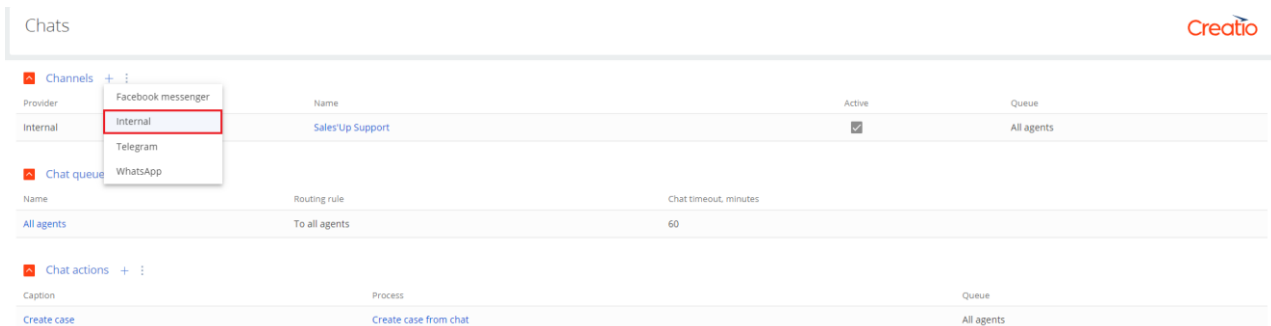 Chats
Creatio
Channels + ⋮
Facebook messenger
Provider Name Active Queue
Internal
Internal Sales'Up Support All agents
Telegram
WhatsApp
Chat queue
Name Routing rule Chat timeout, minutes
All agents To all agents 60
Chat actions + ⋮
Caption Process Queue
Create case Create case from chat All agents